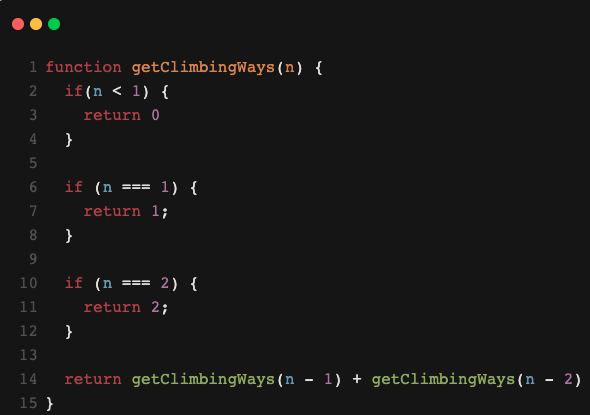 1 function getClimbingWays(n) {
2   if(n < 1) {
3     return 0
4   }
5
6   if (n === 1) {
7     return 1;
8   }
9
10   if (n === 2) {
11     return 2;
12   }
13
14   return getClimbingWays(n - 1) + getClimbingWays(n - 2)
15 }